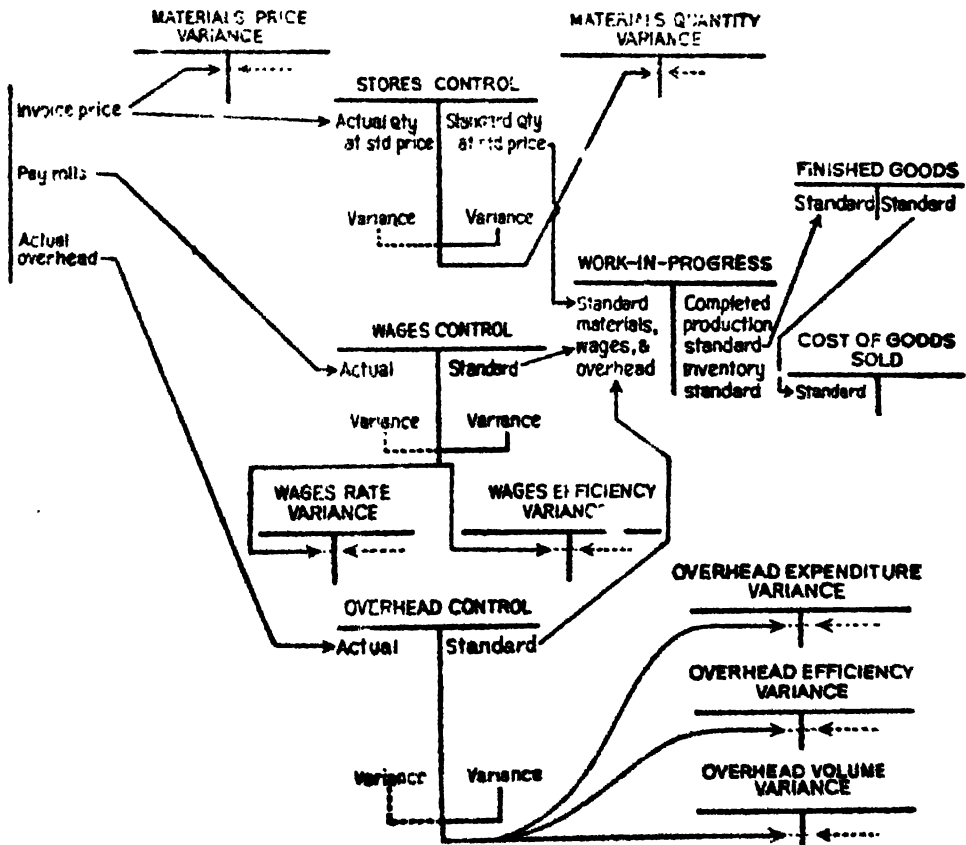 MATERIALS PRICE
VARIANCE
MATERIALS QUANTITY
VARIANCE
STORES CONTROL
Invoice price
Actual qty
at std price
Standard qty
at std price
Pay rolls
Variance
Variance
Actual
overhead
FINISHED GOODS
Standard
Standard
WORK-IN-PROGRESS
Standard
materials,
wages, &
overhead
Completed
production
standard
inventory
standard
COST OF GOODS
SOLD
Standard
WAGES CONTROL
Actual
Standard
Variance
Variance
WAGES RATE
VARIANCE
WAGES EFFICIENCY
VARIANCE
OVERHEAD CONTROL
Actual
Standard
Variance
Variance
OVERHEAD EXPENDITURE
VARIANCE
OVERHEAD EFFICIENCY
VARIANCE
OVERHEAD VOLUME
VARIANCE